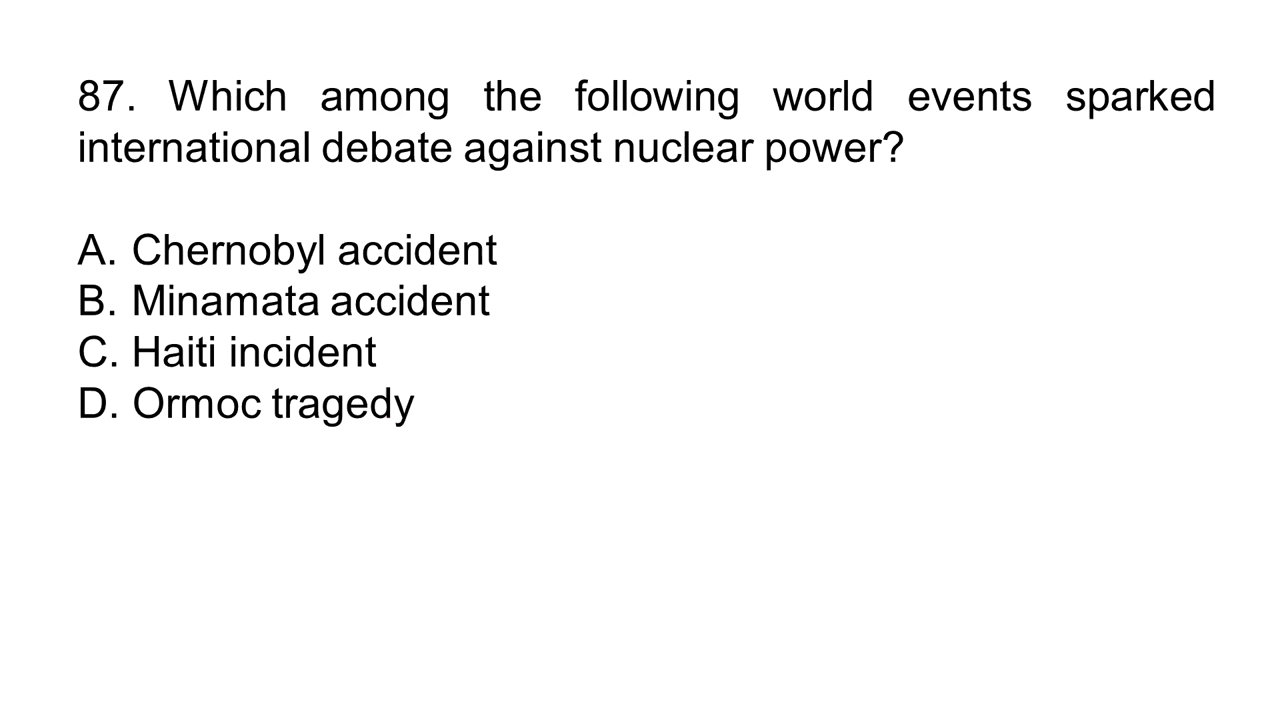 87. Which among the following world events sparked
international debate against nuclear power?
A. Chernobyl accident
B. Minamata accident
C. Haiti incident
D. Ormoc tragedy